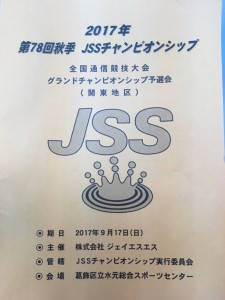 2017年
第78回秋季 JSSチャンピオンシップ
全国通信競技大会
グランドチャンピオンシップ予選会
(関東地区)
JSS
◉ 期 日 2017年9月17日(日)
◉ 主 催 株式会社 ジェイエスエス
◉ 管 轄 JSSチャンピオンシップ実行委員会
◉ 会 場 葛飾区立水元総合スポーツセンター